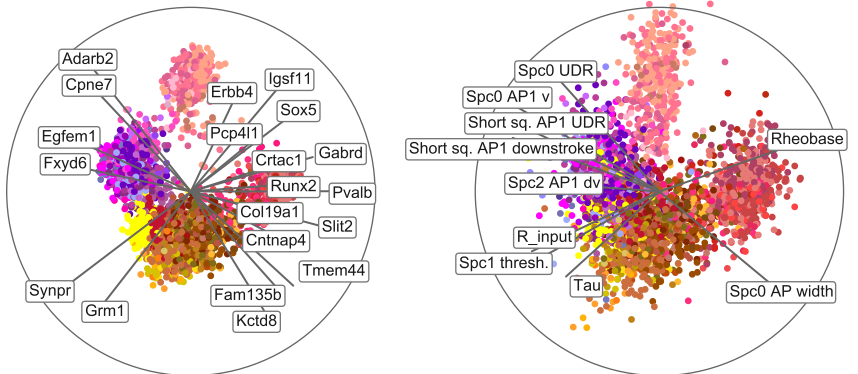 Adarb2
Cpne7
Erbb4
Igsf11
Sox5
Egfem1
Pcp4l1
Fxyd6
Crtac1
Gabrd
Runx2
Pvalb
Col19a1
Slit2
Cntnap4
Tmem44
Synpr
Grm1
Fam135b
Kctd8
Spc0 UDR
Spc0 AP1 v
Short sq. AP1 UDR
Short sq. AP1 downstroke
Rheobase
Spc2 AP1 dv
R_input
Spc1 thresh.
Tau
Spc0 AP width